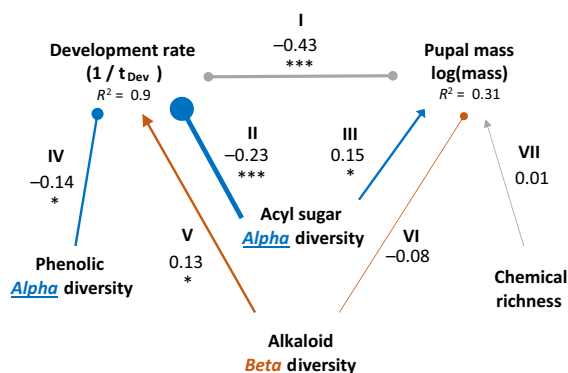 I
−0.43
***
Development rate
(1 / t Dev )
R² = 0.9
Pupal mass
log(mass)
R² = 0.31
II
−0.23
***
III
0.15
*
IV
−0.14
*
VII
0.01
Acyl sugar
Alpha diversity
V
0.13
*
VI
−0.08
Phenolic
Alpha diversity
Chemical
richness
Alkaloid
Beta diversity